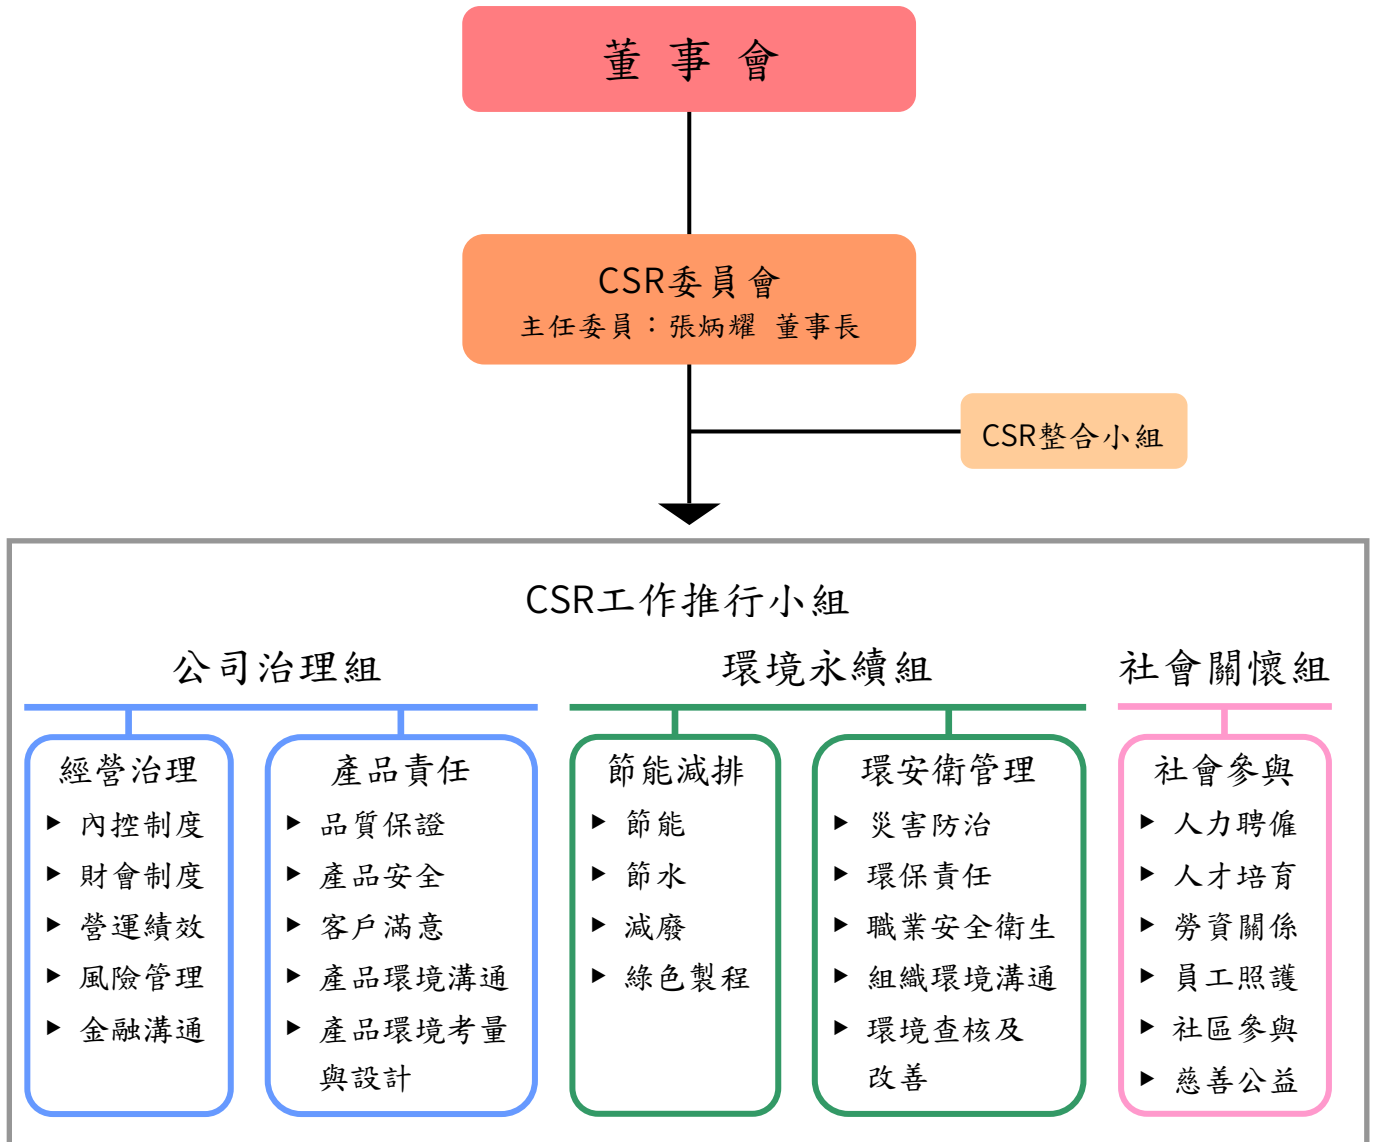 董事會
CSR委員會
主任委員：張炳耀 董事長
CSR整合小組
CSR工作推行小組
公司治理組
經營治理
▶ 內控制度
▶ 財會制度
▶ 營運績效
▶ 風險管理
▶ 金融溝通
產品責任
▶ 品質保證
▶ 產品安全
▶ 客戶滿意
▶ 產品環境溝通
▶ 產品環境考量
與設計
環境永續組
節能減排
▶ 節能
▶ 節水
▶ 減廢
▶ 綠色製程
環安衛管理
▶ 災害防治
▶ 環保責任
▶ 職業安全衛生
▶ 組織環境溝通
▶ 環境查核及
改善
社會關懷組
社會參與
▶ 人力聘僱
▶ 人才培育
▶ 勞資關係
▶ 員工照護
▶ 社區參與
▶ 慈善公益